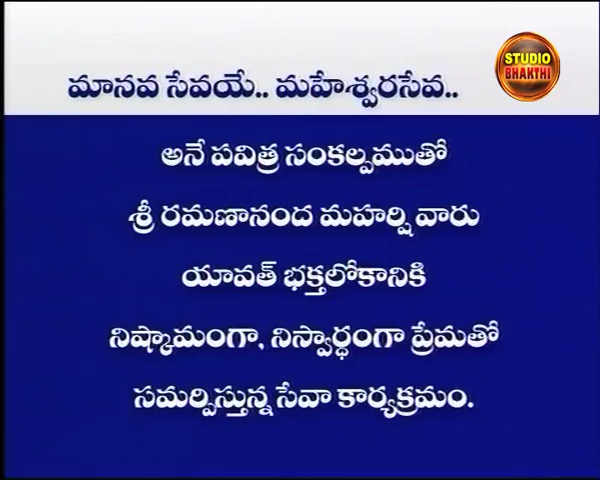 STUDIO
BHAKTHI
మానవ సేవయే.. మహేశ్వరసేవ..
అనే పవిత్ర సంకల్పముతో
శ్రీ రమణానంద మహర్షి వారు
యావత్ భక్తలోకానికి
నిష్కామంగా, నిస్వార్థంగా ప్రేమతో
సమర్పిస్తున్న సేవా కార్యక్రమం.